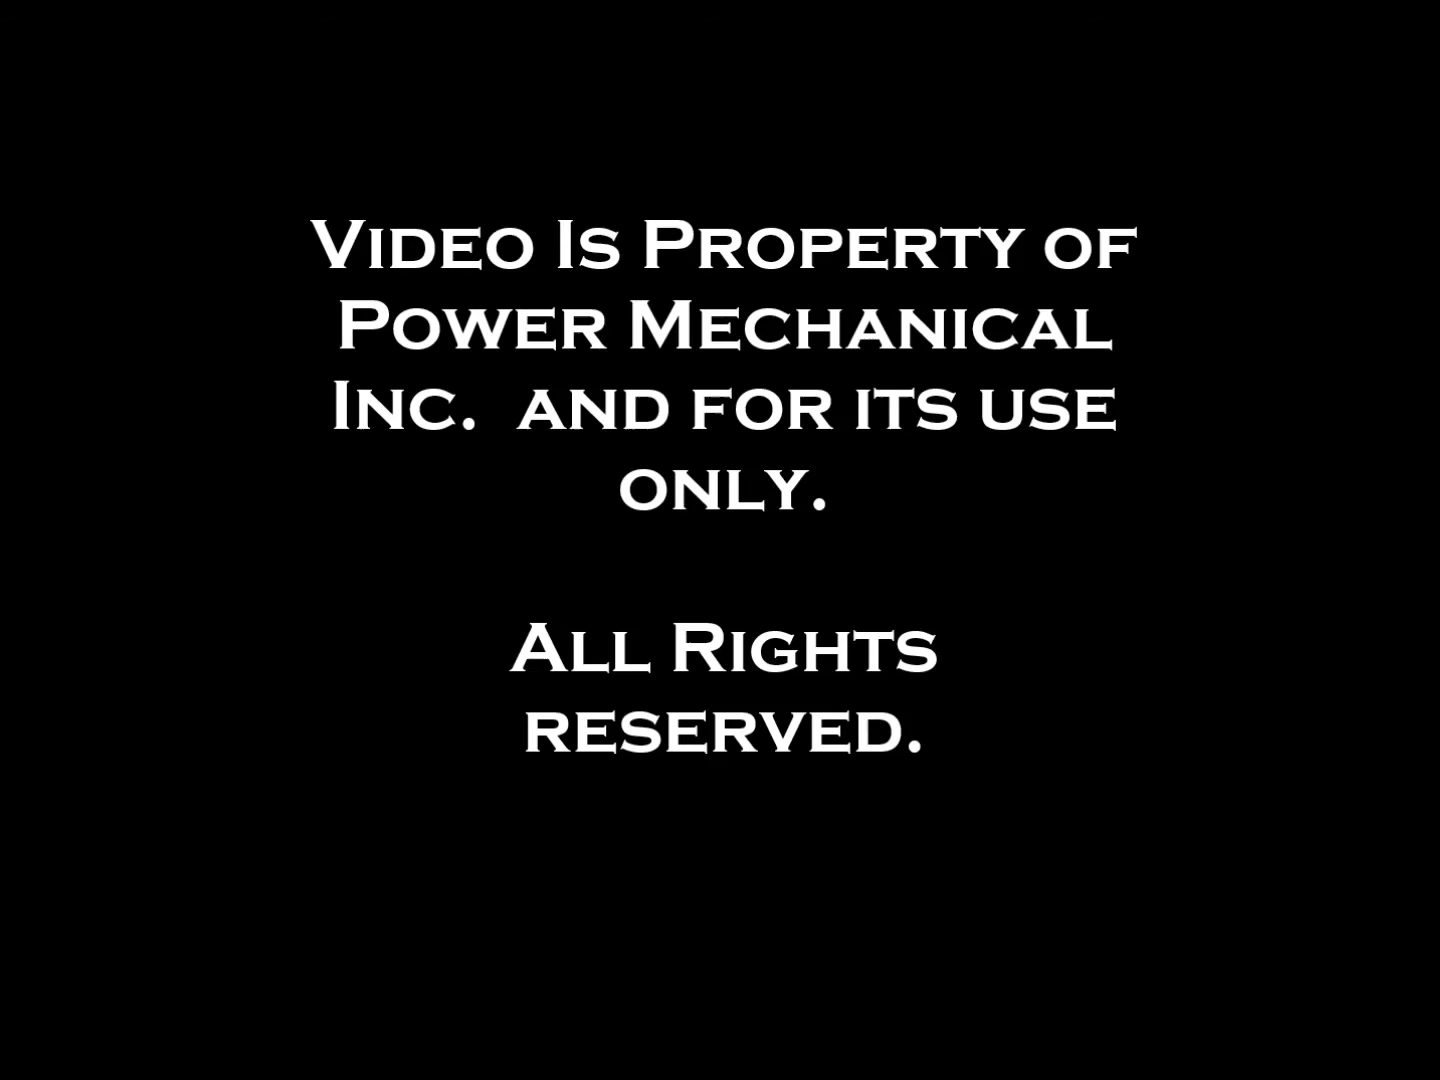 Video Is Property of
Power Mechanical
Inc.  and for its use
only.
All Rights
reserved.